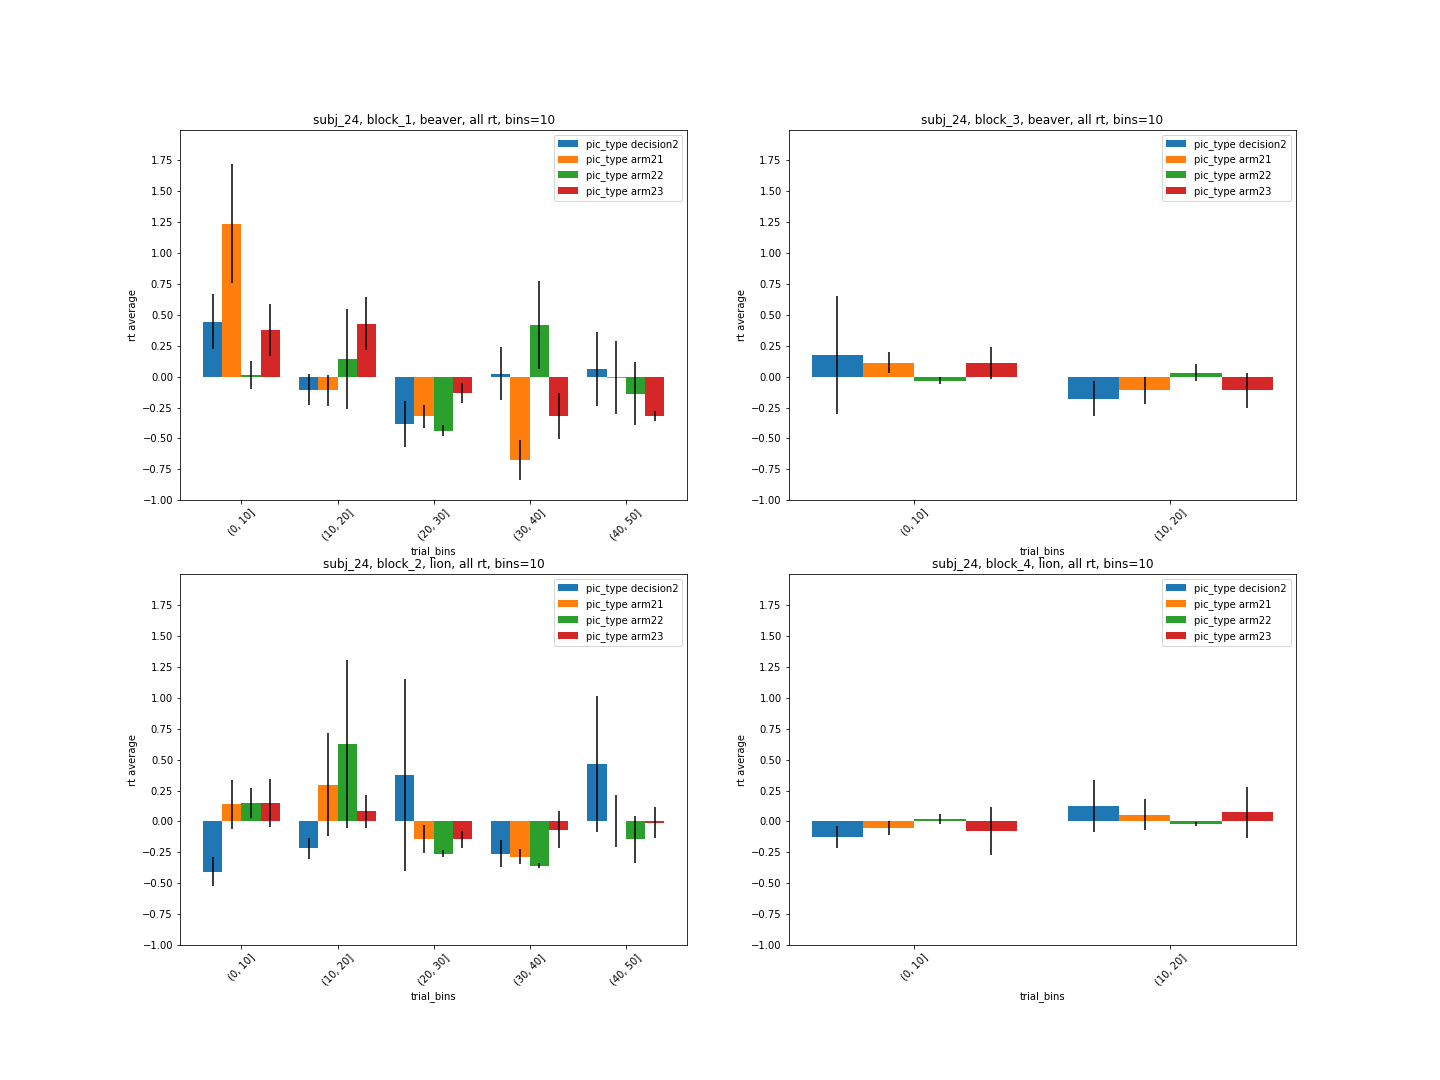 subj_24, block_1, beaver, all rt, bins=10
pic_type decision2
pic_type arm21
pic_type arm22
pic_type arm23
1.75
1.50
1.25
1.00
0.75
0.50
0.25
0.00
−0.25
−0.50
−0.75
−1.00
rt average
(0, 10]
(10, 20]
(20, 30]
(30, 40]
(40, 50]
trial_bins
subj_24, block_3, beaver, all rt, bins=10
pic_type decision2
pic_type arm21
pic_type arm22
pic_type arm23
1.75
1.50
1.25
1.00
0.75
0.50
0.25
0.00
−0.25
−0.50
−0.75
−1.00
rt average
(0, 10]
(10, 20]
trial_bins
subj_24, block_2, lion, all rt, bins=10
pic_type decision2
pic_type arm21
pic_type arm22
pic_type arm23
1.75
1.50
1.25
1.00
0.75
0.50
0.25
0.00
−0.25
−0.50
−0.75
−1.00
rt average
(0, 10]
(10, 20]
(20, 30]
(30, 40]
(40, 50]
trial_bins
subj_24, block_4, lion, all rt, bins=10
pic_type decision2
pic_type arm21
pic_type arm22
pic_type arm23
1.75
1.50
1.25
1.00
0.75
0.50
0.25
0.00
−0.25
−0.50
−0.75
−1.00
rt average
(0, 10]
(10, 20]
trial_bins